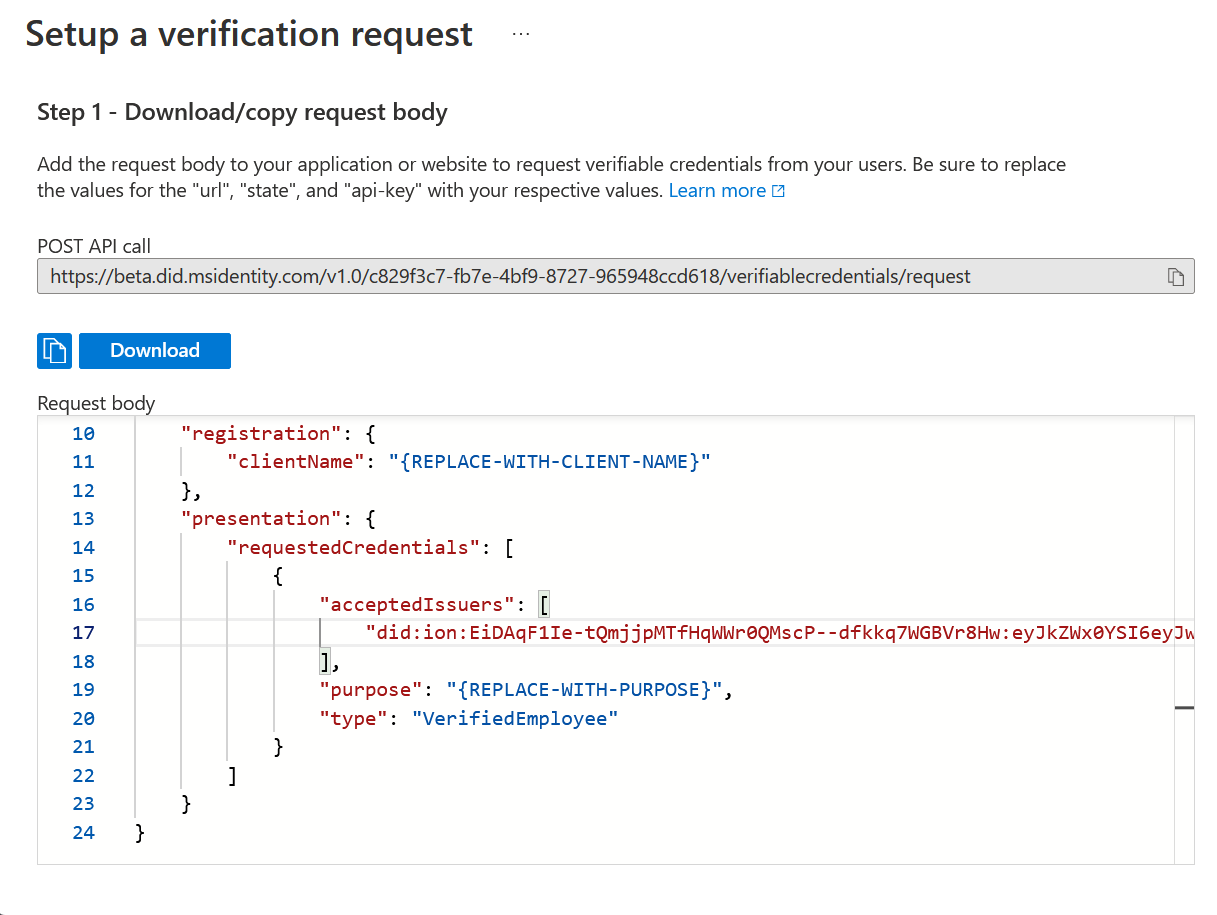 Setup a verification request ...
Step 1 - Download/copy request body
Add the request body to your application or website to request verifiable credentials from your users. Be sure to replace
the values for the "url", "state", and "api-key" with your respective values. Learn more
POST API call
https://beta.did.msidentity.com/v1.0/c829f3c7-fb7e-4bf9-8727-965948ccd618/verifiablecredentials/request
Download
Request body
10 "registration": {
11 "clientName": "{REPLACE-WITH-CLIENT-NAME}"
12 },
13 "presentation": {
14 "requestedCredentials": [
15 {
16 "acceptedIssuers": [
17 "did:ion:EiDAqF1Ie-tQmjjpMTfHqWWr0QMscP--dfkkq7WGBVr8Hw:eyJkZWx0YSI6eyJw
18 ],
19 "purpose": "{REPLACE-WITH-PURPOSE}",
20 "type": "VerifiedEmployee"
21 }
22 ]
23 }
24 }